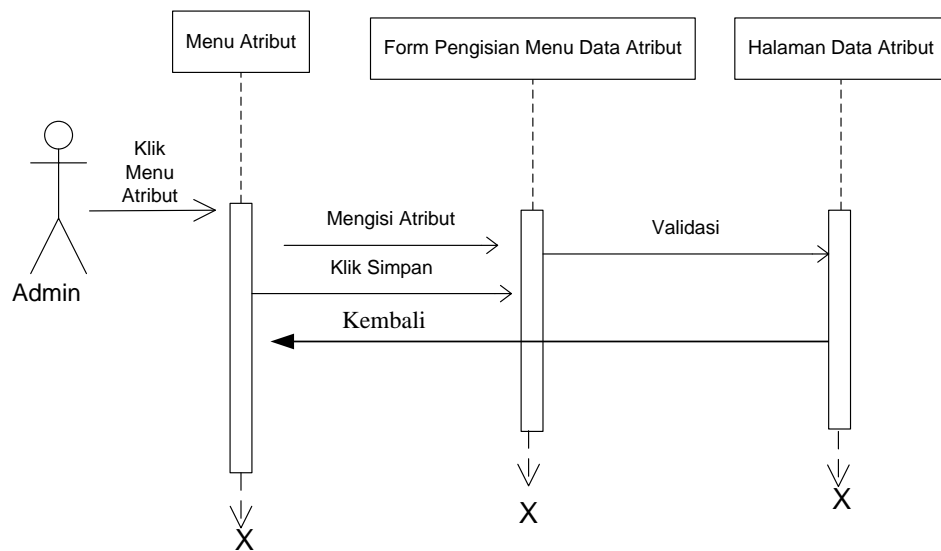 Menu Atribut
Form Pengisian Menu Data Atribut
Halaman Data Atribut
Klik
Menu
Atribut
Admin
Mengisi Atribut
Validasi
Klik Simpan
Kembali
X
X
X